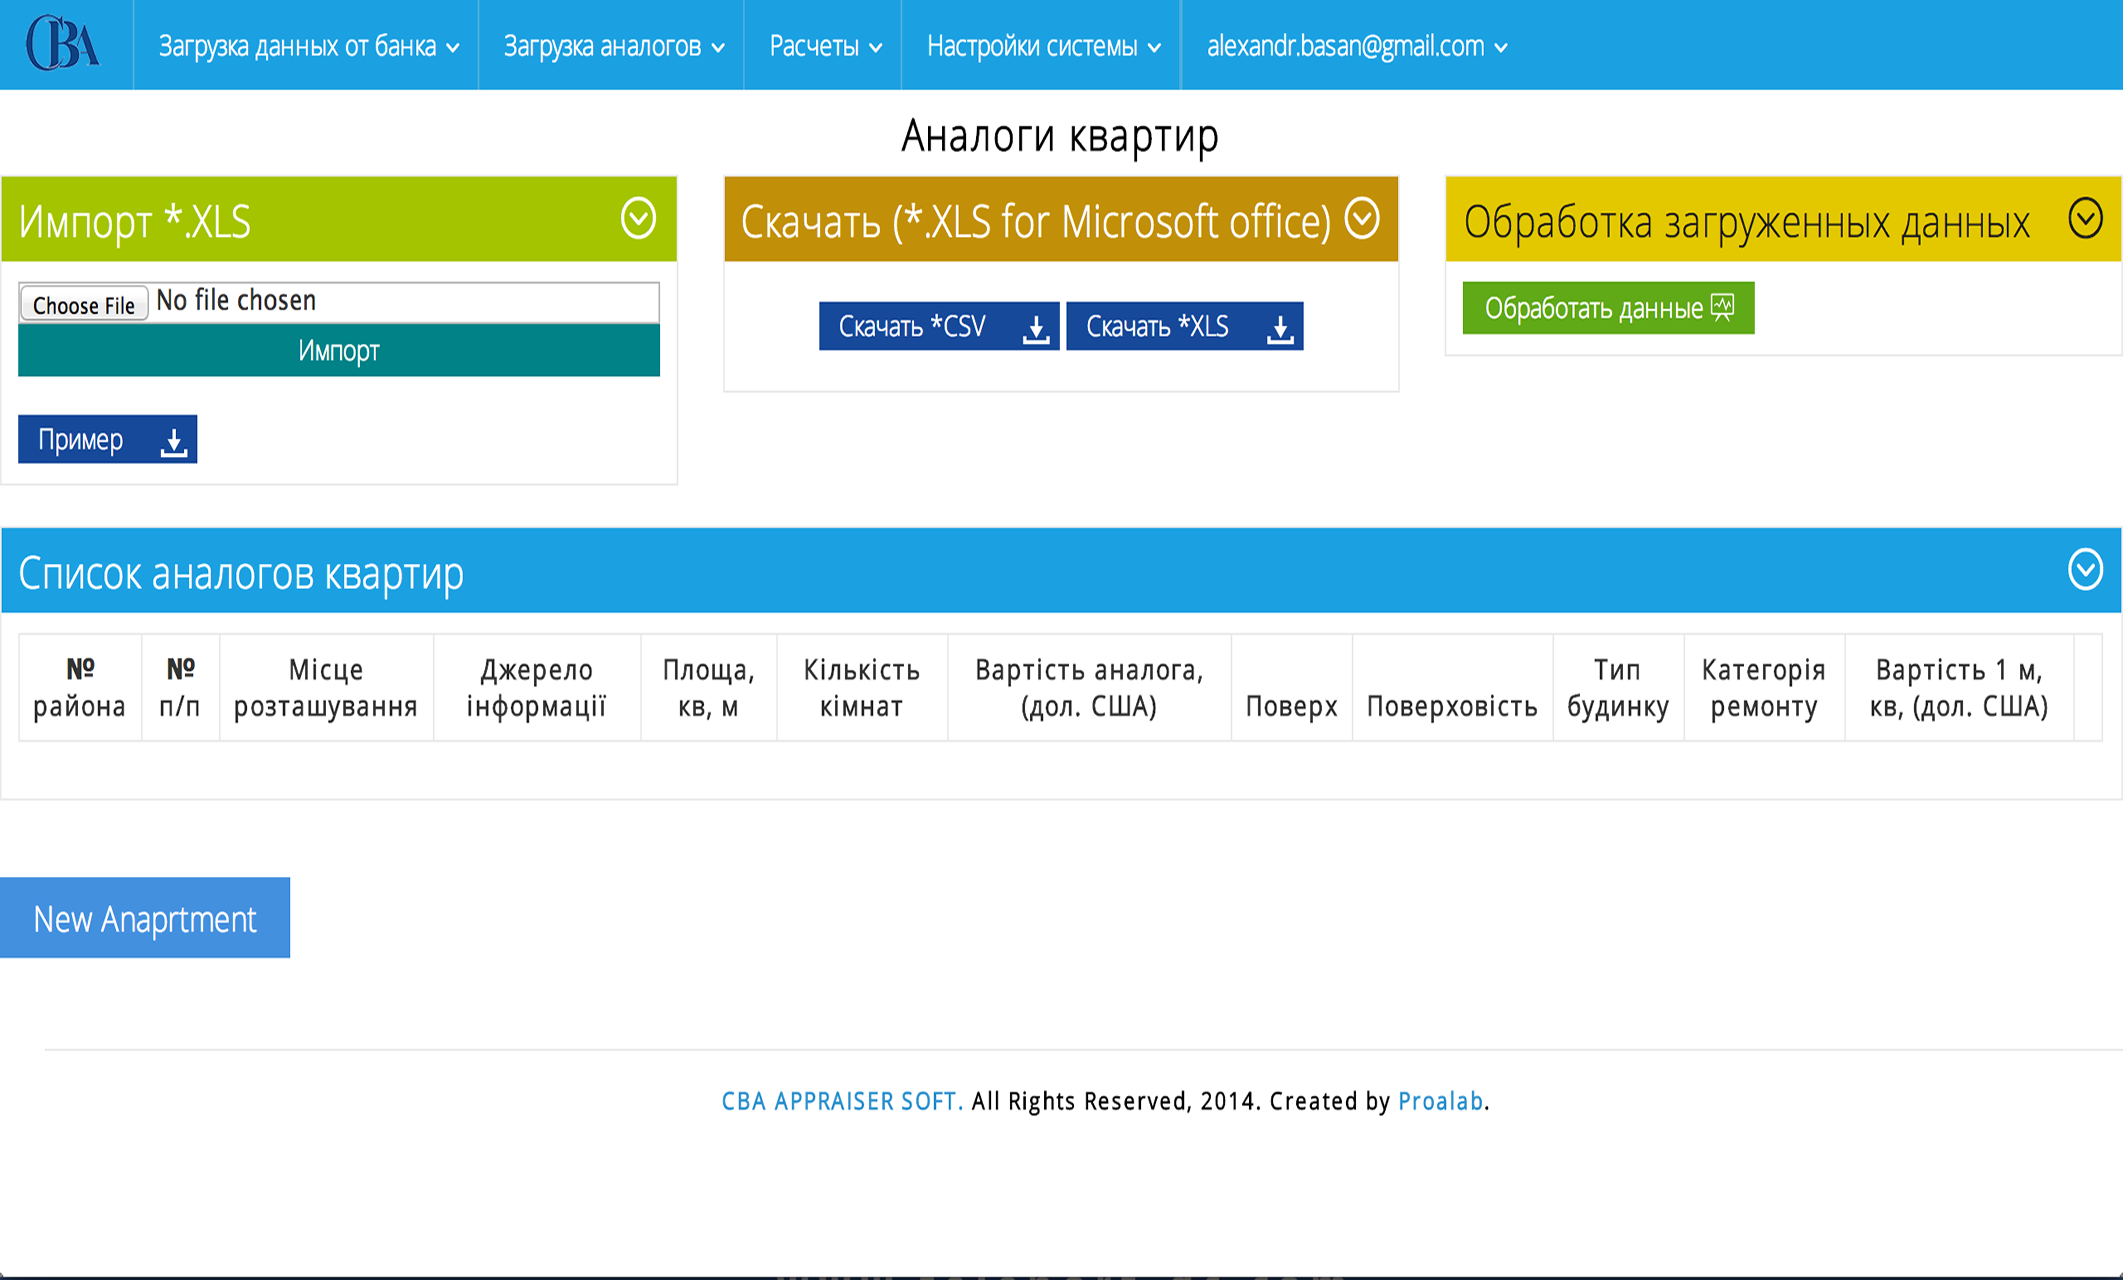 CBA Загрузка данных от банка Загрузка аналогов Расчеты Настройки системы alexandr.basan@gmail.com
Аналоги квартир
Импорт *.XLS
Choose File No file chosen
Импорт
Пример
Скачать (*.XLS for Microsoft office)
Скачать *CSV Скачать *XLS
Обработка загруженных данных
Обработать данные
Список аналогов квартир
№ района
№ п/п
Місце розташування
Джерело інформації
Площа, кв, м
Кількість кімнат
Вартість аналога, (дол. США)
Поверх
Поверховість
Тип будинку
Категорія ремонту
Вартість 1 м, кв, (дол. США)
New Anaprtment
CBA APPRAISER SOFT. All Rights Reserved, 2014. Created by Proalab.